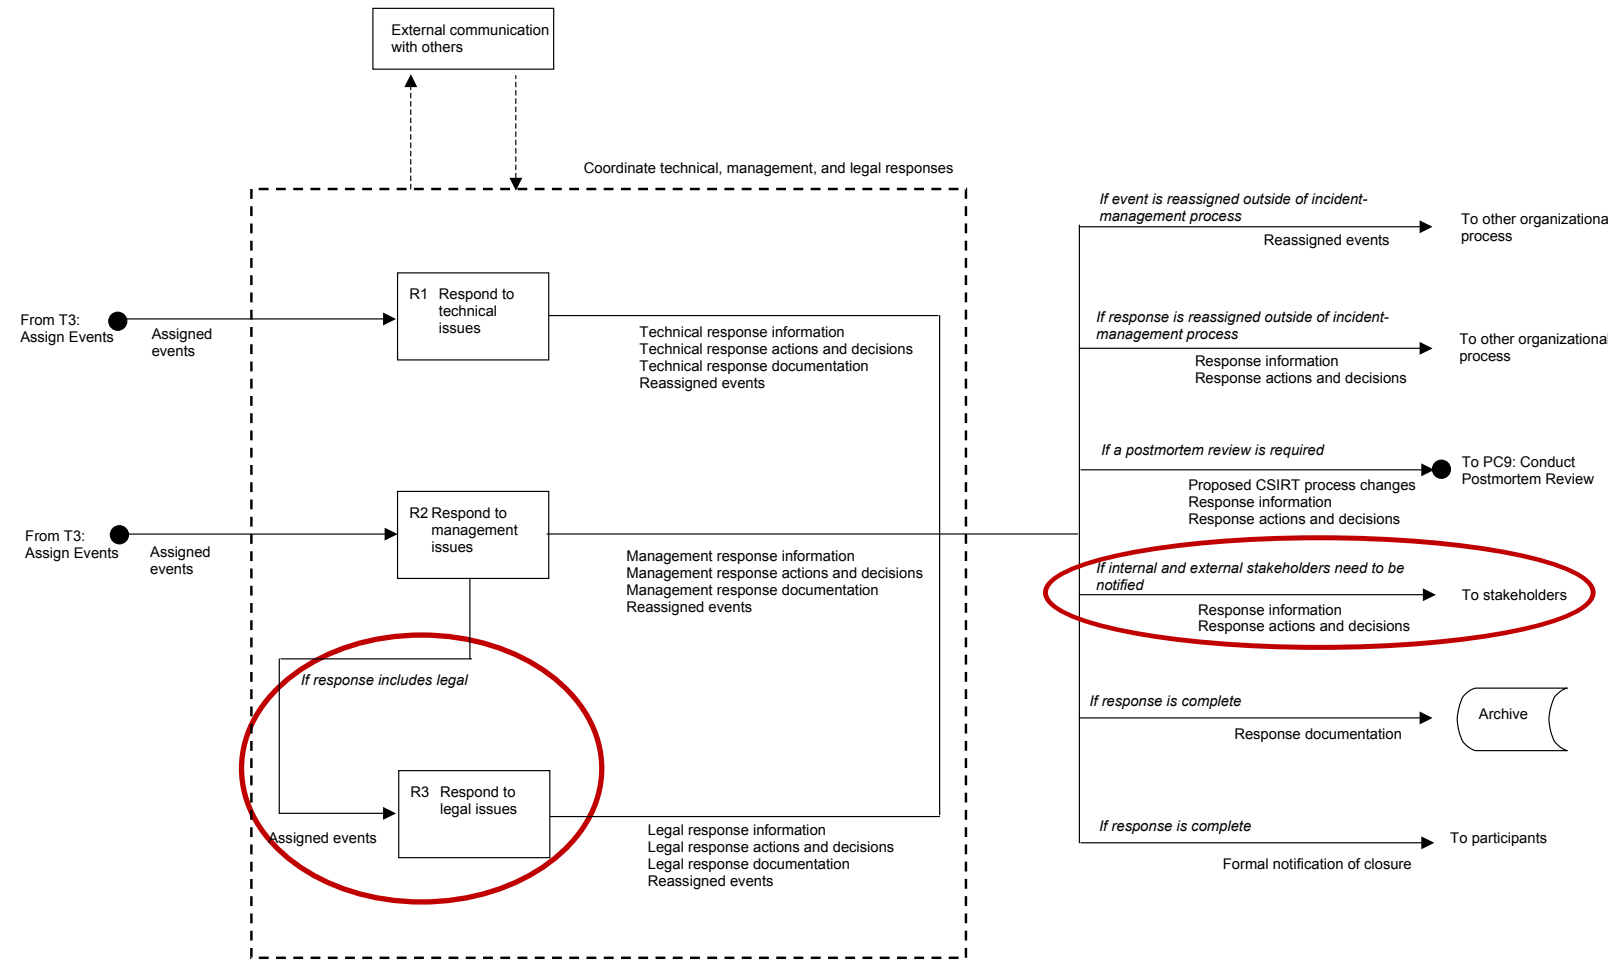 External communication
with others
Coordinate technical, management, and legal responses
From T3:
Assign Events
Assigned
events
R1 Respond to
technical
issues
Technical response information
Technical response actions and decisions
Technical response documentation
Reassigned events
From T3:
Assign Events
Assigned
events
R2 Respond to
management
issues
Management response information
Management response actions and decisions
Management response documentation
Reassigned events
If response includes legal
Assigned events
R3 Respond to
legal issues
Legal response information
Legal response actions and decisions
Legal response documentation
Reassigned events
If event is reassigned outside of incident-
management process
Reassigned events
To other organizationa
process
If response is reassigned outside of incident-
management process
Response information
Response actions and decisions
To other organizational
process
If a postmortem review is required
Proposed CSIRT process changes
Response information
Response actions and decisions
To PC9: Conduct
Postmortem Review
If internal and external stakeholders need to be
notified
Response information
Response actions and decisions
To stakeholders
If response is complete
Response documentation
Archive
If response is complete
Formal notification of closure
To participants